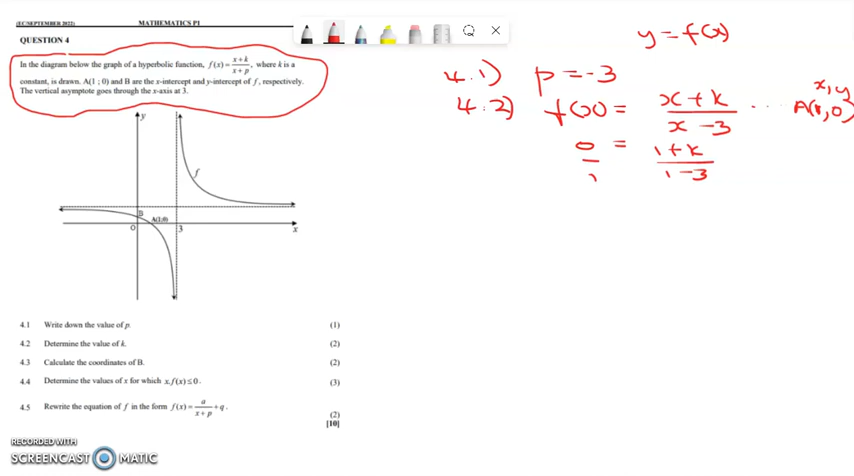 (EC/SEPTEMBER 2022) MATHEMATICS P1
QUESTION 4
In the diagram below the graph of a hyperbolic function, f(x) = (x+k)/(x+p), where k is a
constant, is drawn. A(1 ; 0) and B are the x-intercept and y-intercept of f, respectively.
The vertical asymptote goes through the x-axis at 3.
y
f
B
A(1;0)
O
3
x
4.1 Write down the value of p. (1)
4.2 Determine the value of k. (2)
4.3 Calculate the coordinates of B. (2)
4.4 Determine the values of x for which x.f(x) ≤ 0. (3)
4.5 Rewrite the equation of f in the form f(x) = a/(x+p) + q. (2)
[10]
y = f(x)
4.1) p = -3
x, y
4.2) f(x) = (x+k)/(x-3) ... A(1,0)
0/1 = (1+k)/(1-3)
RECORDED WITH
SCREENCAST MATIC